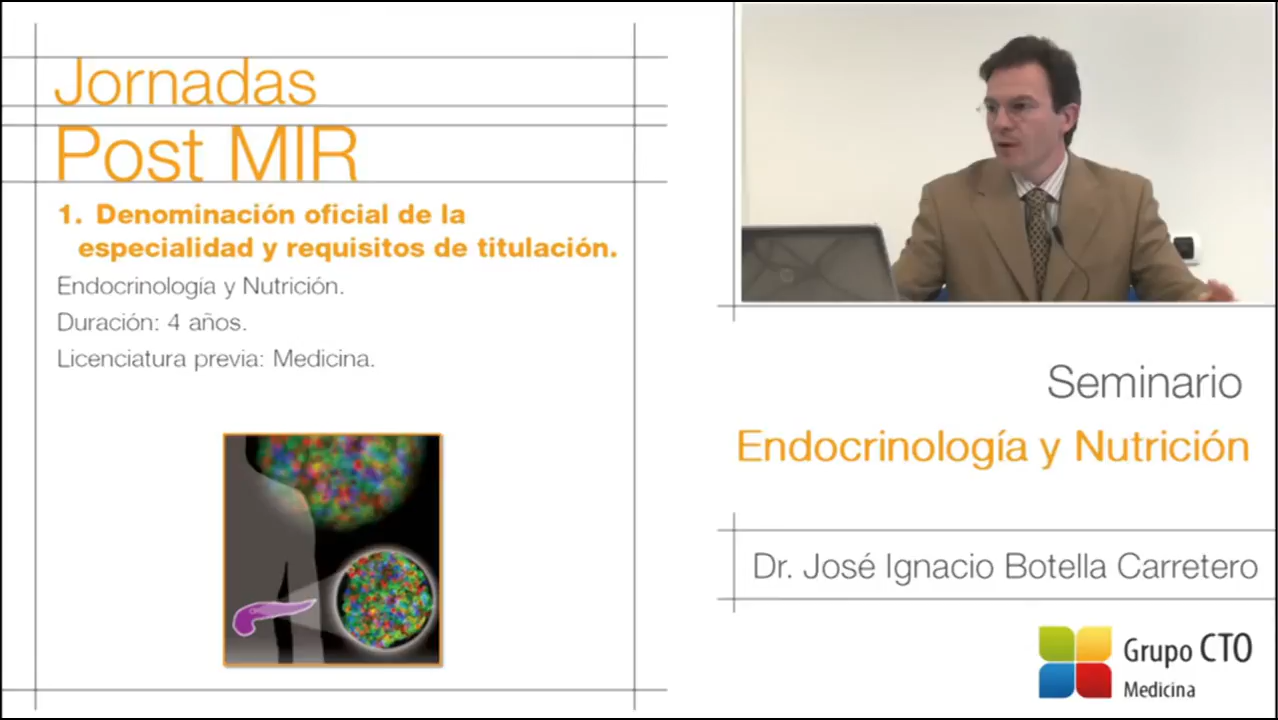 Jornadas
Post MIR
1. Denominación oficial de la
especialidad y requisitos de titulación.
Endocrinología y Nutrición.
Duración: 4 años.
Licenciatura previa: Medicina.
Seminario
Endocrinología y Nutrición
Dr. José Ignacio Botella Carretero
Grupo CTO
Medicina